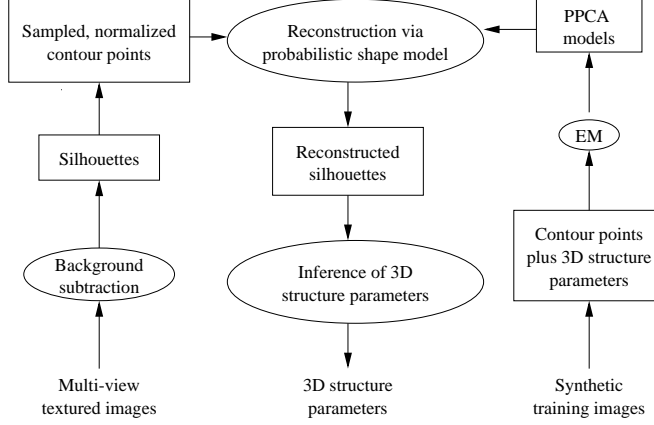 Sampled, normalized
contour points
Reconstruction via
probabilistic shape model
PPCA
models
Silhouettes
Reconstructed
silhouettes
EM
Background
subtraction
Inference of 3D
structure parameters
Contour points
plus 3D structure
parameters
Multi-view
textured images
3D structure
parameters
Synthetic
training images